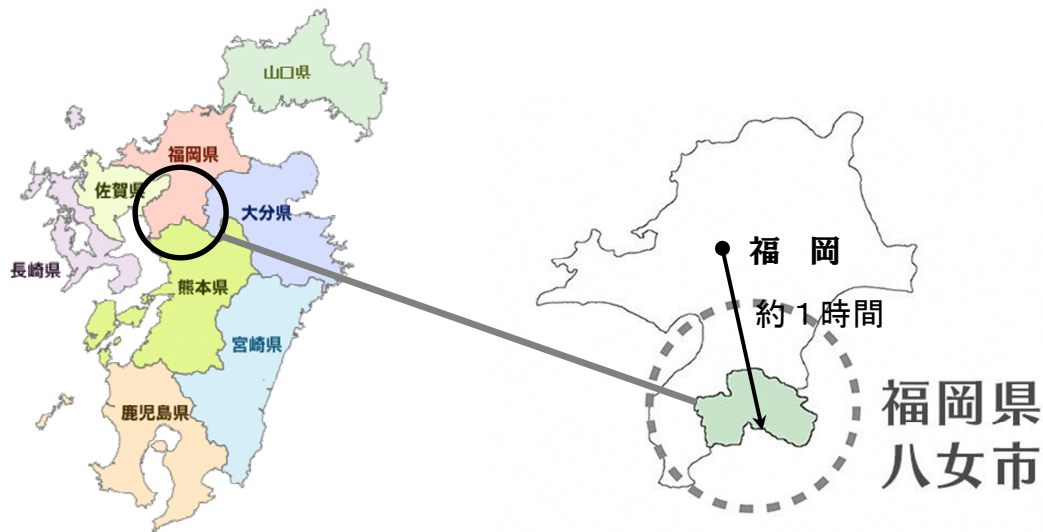 山口県
福岡県
佐賀県
大分県
長崎県
熊本県
宮崎県
鹿児島県
福　岡
約１時間
福岡県
八女市